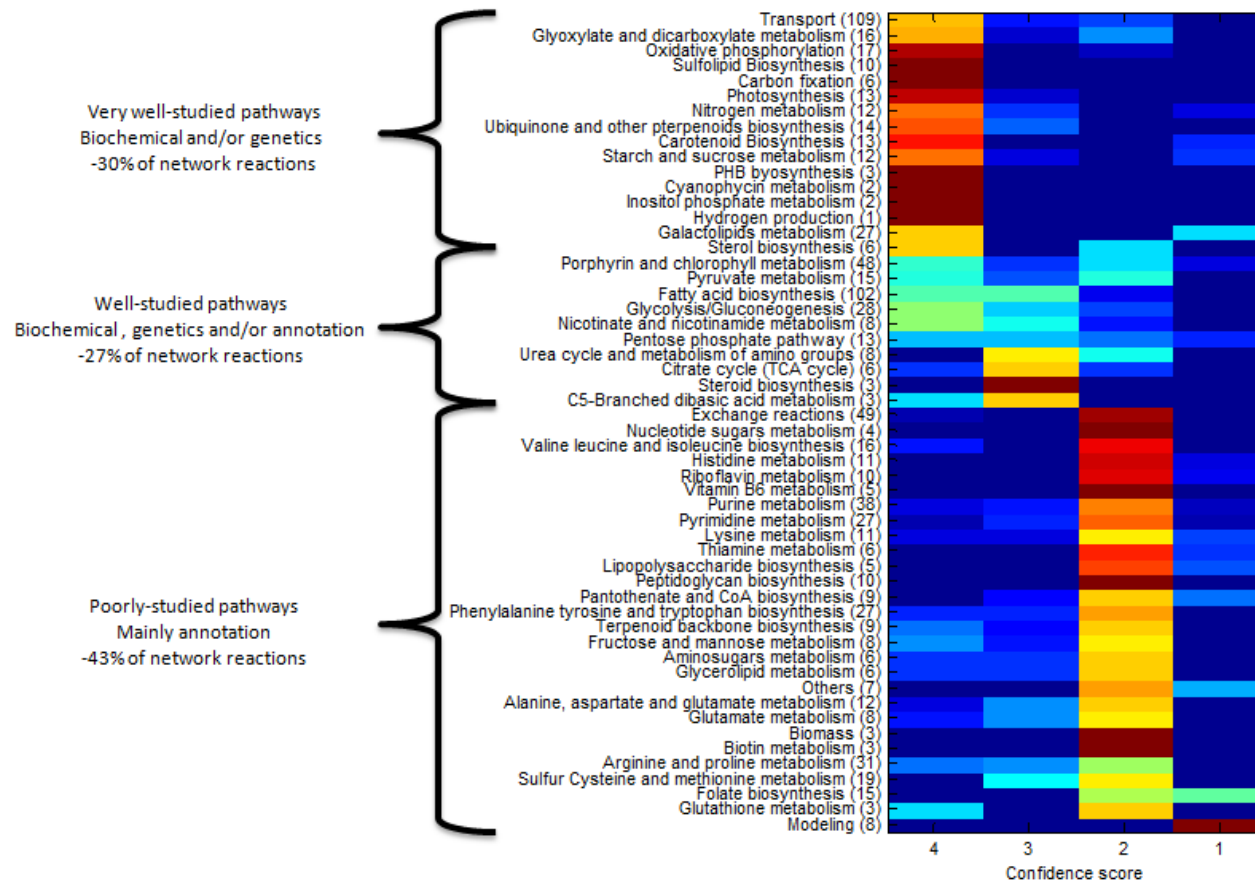 Very well-studied pathways
Biochemical and/or genetics
-30% of network reactions
Well-studied pathways
Biochemical , genetics and/or annotation
-27% of network reactions
Poorly-studied pathways
Mainly annotation
-43% of network reactions
Transport (109)
Glyoxylate and dicarboxylate metabolism (16)
Oxidative phosphorylation (17)
Sulfolipid Biosynthesis (10)
Carbon fixation (6)
Photosynthesis (13)
Nitrogen metabolism (12)
Ubiquinone and other pterpenoids biosynthesis (14)
Carotenoid Biosynthesis (13)
Starch and sucrose metabolism (12)
PHB byosynthesis (3)
Cyanophycin metabolism (2)
Inositol phosphate metabolism (2)
Hydrogen production (1)
Galactolipids metabolism (27)
Sterol biosynthesis (6)
Porphyrin and chlorophyll metabolism (48)
Pyruvate metabolism (15)
Fatty acid biosynthesis (102)
Glycolysis/Gluconeogenesis (28)
Nicotinate and nicotinamide metabolism (8)
Pentose phosphate pathway (13)
Urea cycle and metabolism of amino groups (8)
Citrate cycle (TCA cycle) (6)
Steroid biosynthesis (3)
C5-Branched dibasic acid metabolism (3)
Exchange reactions (49)
Nucleotide sugars metabolism (4)
Valine leucine and isoleucine biosynthesis (16)
Histidine metabolism (11)
Riboflavin metabolism (10)
Vitamin B6 metabolism (5)
Purine metabolism (38)
Pyrimidine metabolism (27)
Lysine metabolism (11)
Thiamine metabolism (6)
Lipopolysaccharide biosynthesis (5)
Peptidoglycan biosynthesis (10)
Pantothenate and CoA biosynthesis (9)
Phenylalanine tyrosine and tryptophan biosynthesis (27)
Terpenoid backbone biosynthesis (9)
Fructose and mannose metabolism (8)
Aminosugars metabolism (6)
Glycerolipid metabolism (6)
Others (7)
Alanine, aspartate and glutamate metabolism (12)
Glutamate metabolism (8)
Biomass (3)
Biotin metabolism (3)
Arginine and proline metabolism (31)
Sulfur Cysteine and methionine metabolism (19)
Folate biosynthesis (15)
Glutathione metabolism (3)
Modeling (8)
4 3 2 1
Confidence score